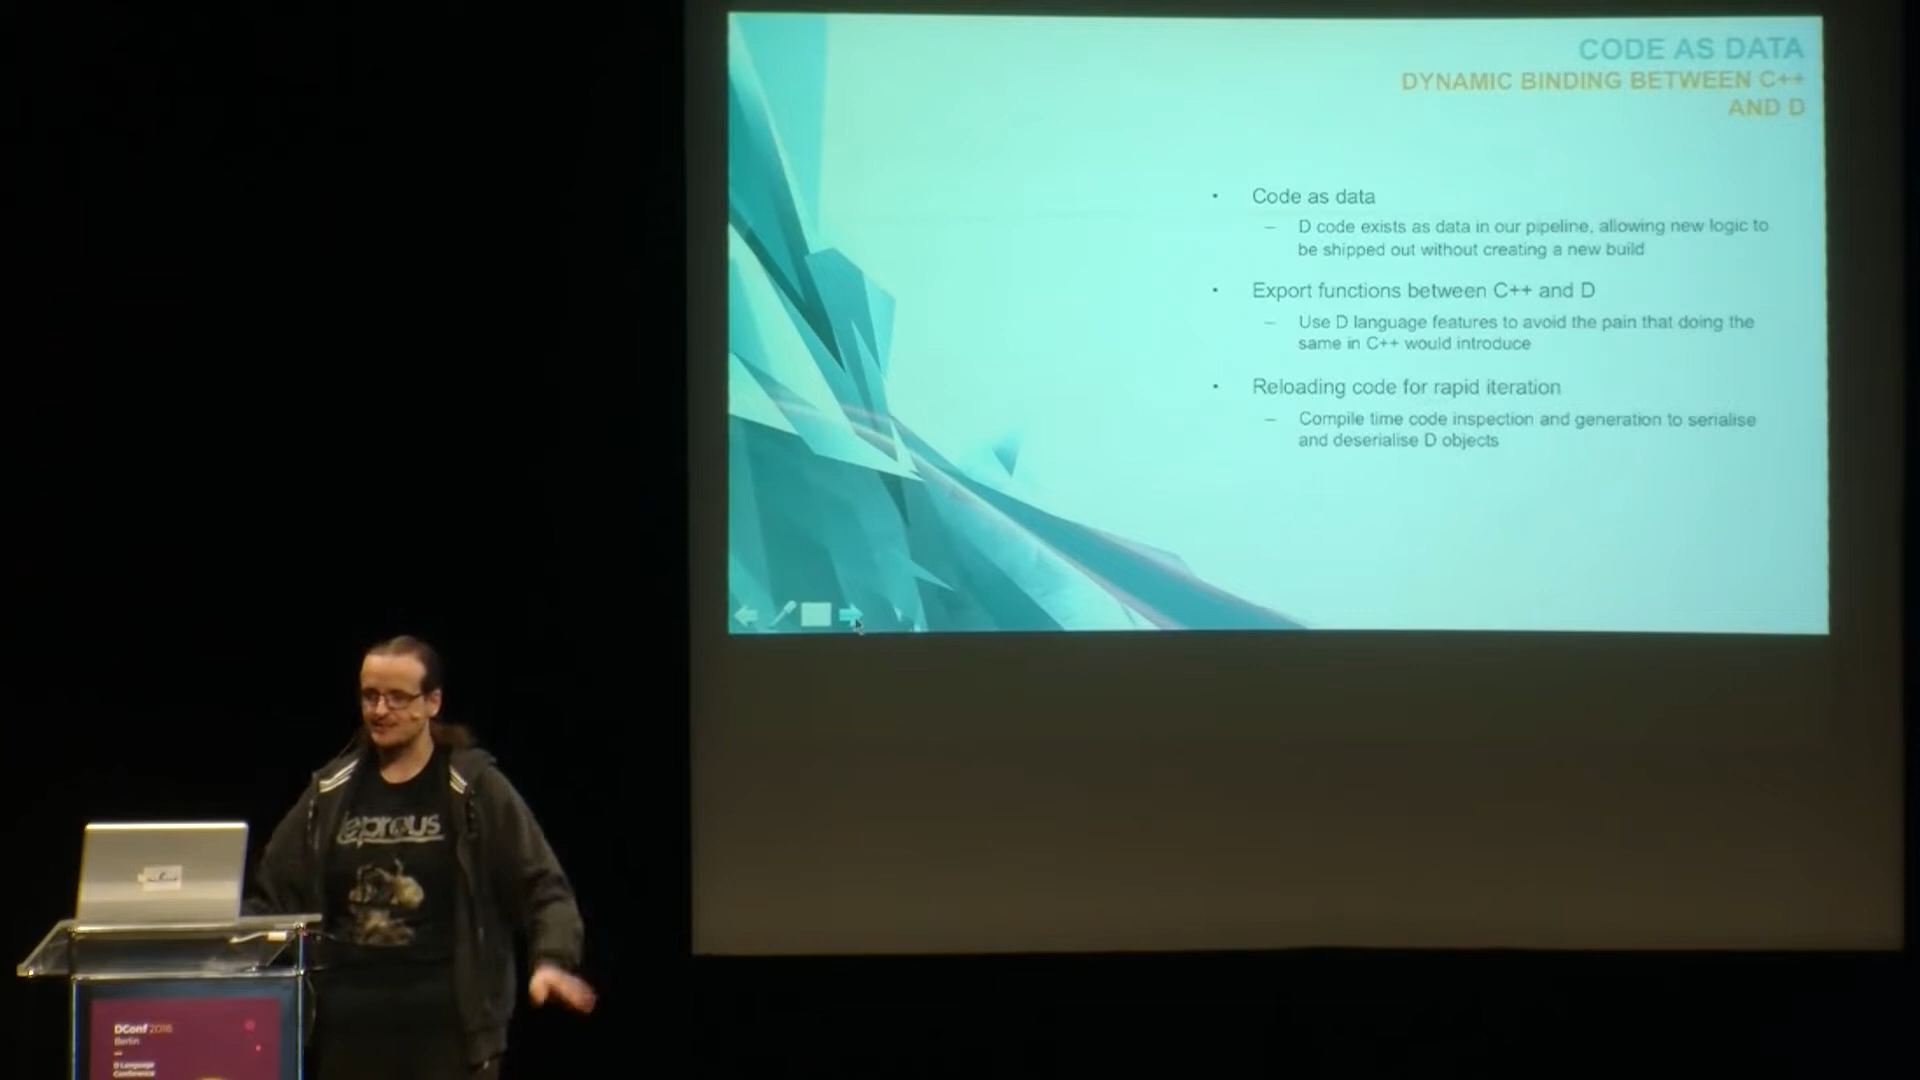 CODE AS DATA
DYNAMIC BINDING BETWEEN C++
AND D
• Code as data
– D code exists as data in our pipeline, allowing new logic to
be shipped out without creating a new build
• Export functions between C++ and D
– Use D language features to avoid the pain that doing the
same in C++ would introduce
• Reloading code for rapid iteration
– Compile time code inspection and generation to serialise
and deserialise D objects
leprous
DConf 2016
Berlin
D Language
Conference